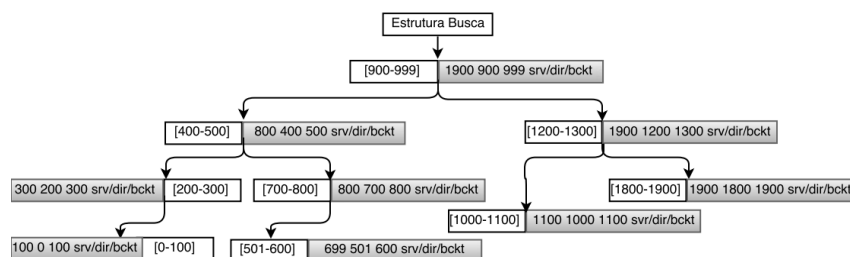 Estrutura Busca
[900-999] 1900 900 999 srv/dir/bckt
[400-500] 800 400 500 srv/dir/bckt [1200-1300] 1900 1200 1300 srv/dir/bckt
300 200 300 srv/dir/bckt [200-300] [700-800] 800 700 800 srv/dir/bckt [1800-1900] 1900 1800 1900 srv/dir/bckt
[1000-1100] 1100 1000 1100 svr/dir/bckt
100 0 100 srv/dir/bckt [0-100] [501-600] 699 501 600 srv/dir/bckt